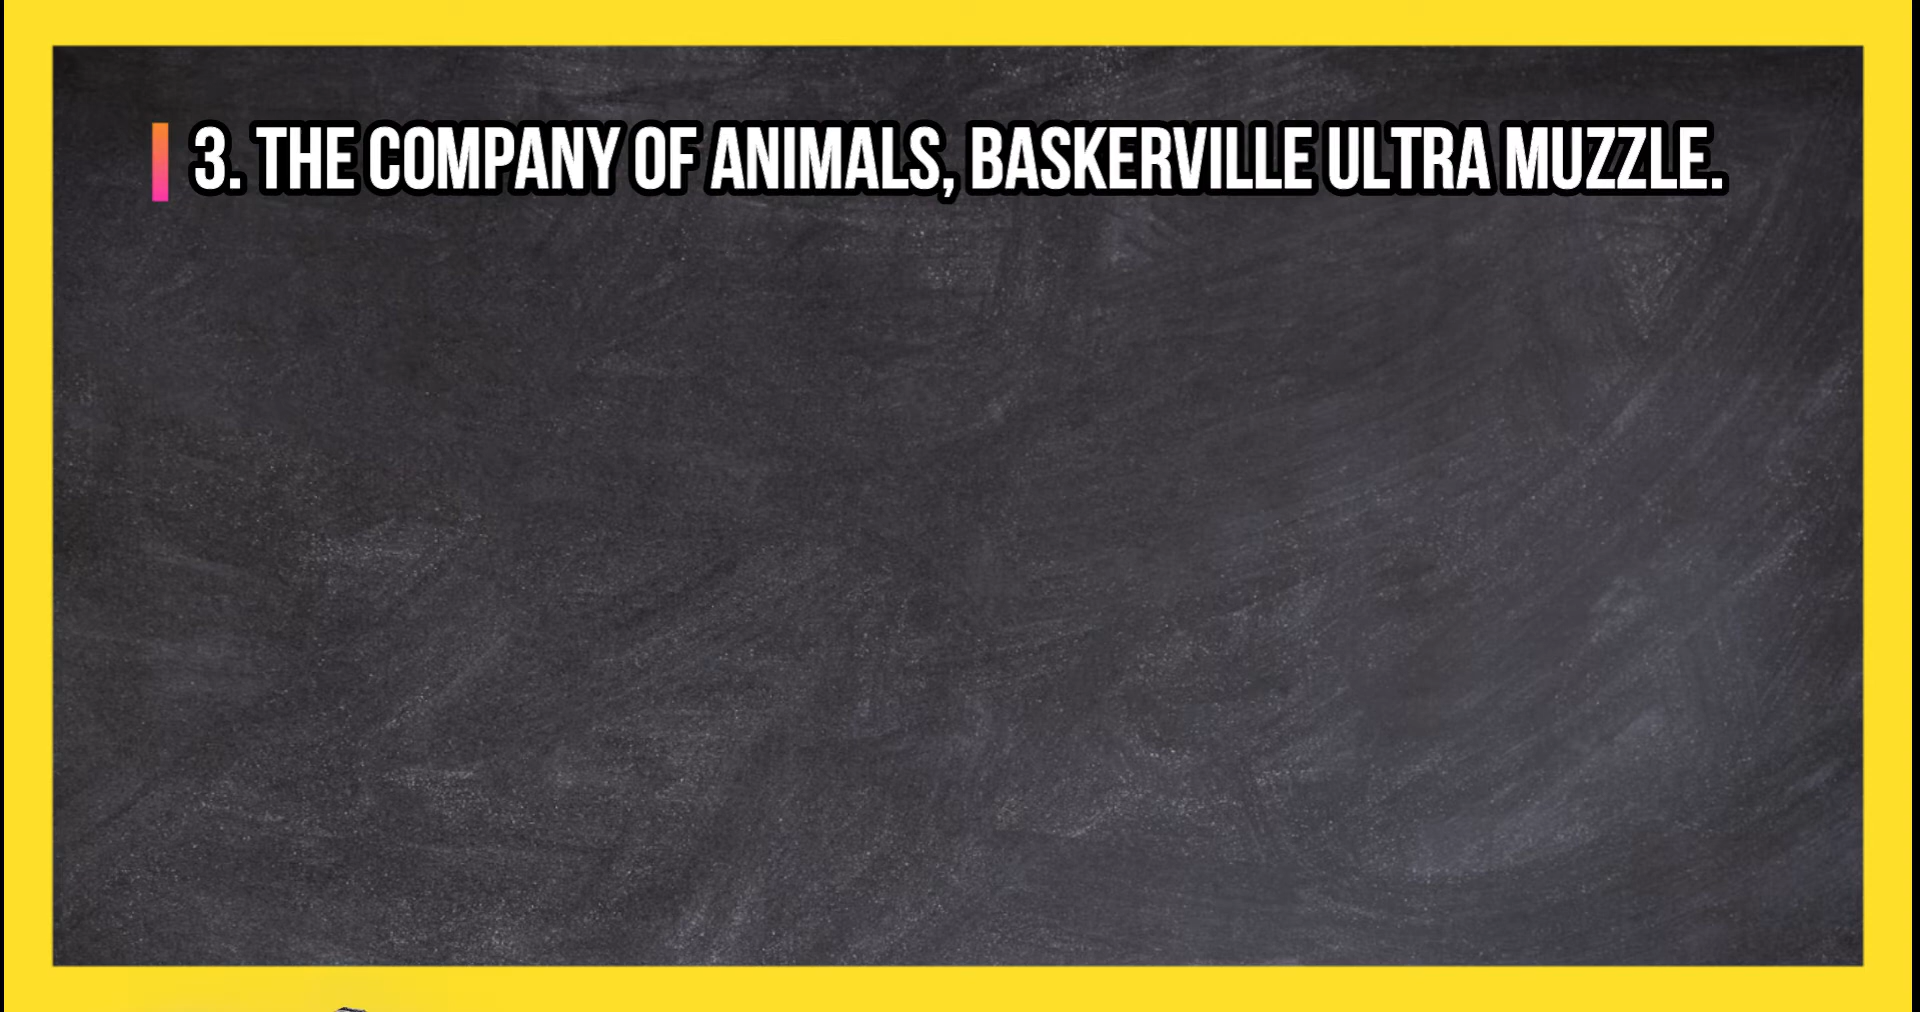 3. THE COMPANY OF ANIMALS, BASKERVILLE ULTRA MUZZLE.